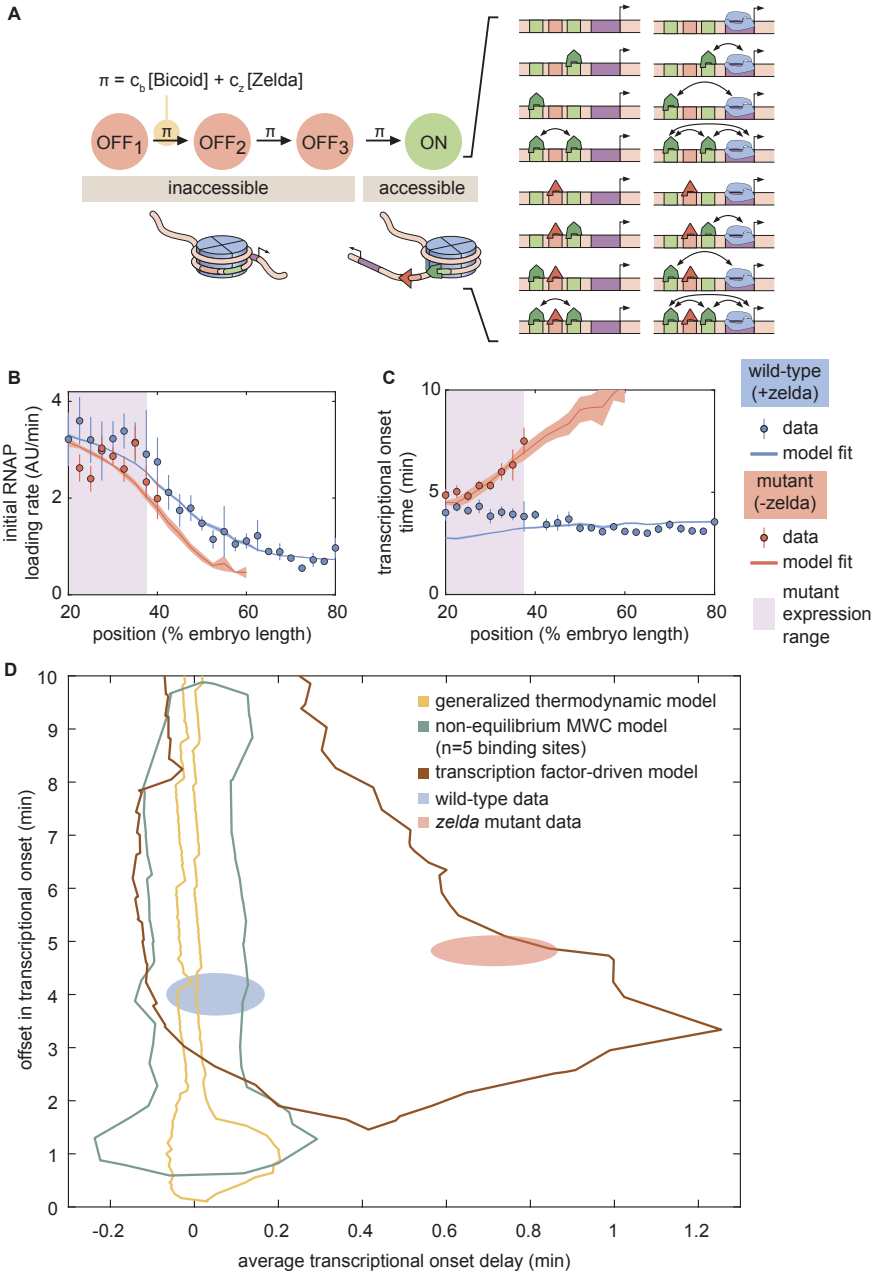 A
π = c_b [Bicoid] + c_z [Zelda]
OFF₁ π OFF₂ π OFF₃ π ON
inaccessible accessible
B
initial RNAP
loading rate (AU/min)
4
2
0
20 40 60 80
position (% embryo length)
C
transcriptional onset
time (min)
10
5
0
20 40 60 80
position (% embryo length)
wild-type
(+zelda)
data
model fit
mutant
(-zelda)
data
model fit
mutant
expression
range
D
offset in transcriptional onset (min)
10
9
8
7
6
5
4
3
2
1
0
-0.2 0 0.2 0.4 0.6 0.8 1 1.2
average transcriptional onset delay (min)
generalized thermodynamic model
non-equilibrium MWC model
(n=5 binding sites)
transcription factor-driven model
wild-type data
zelda mutant data